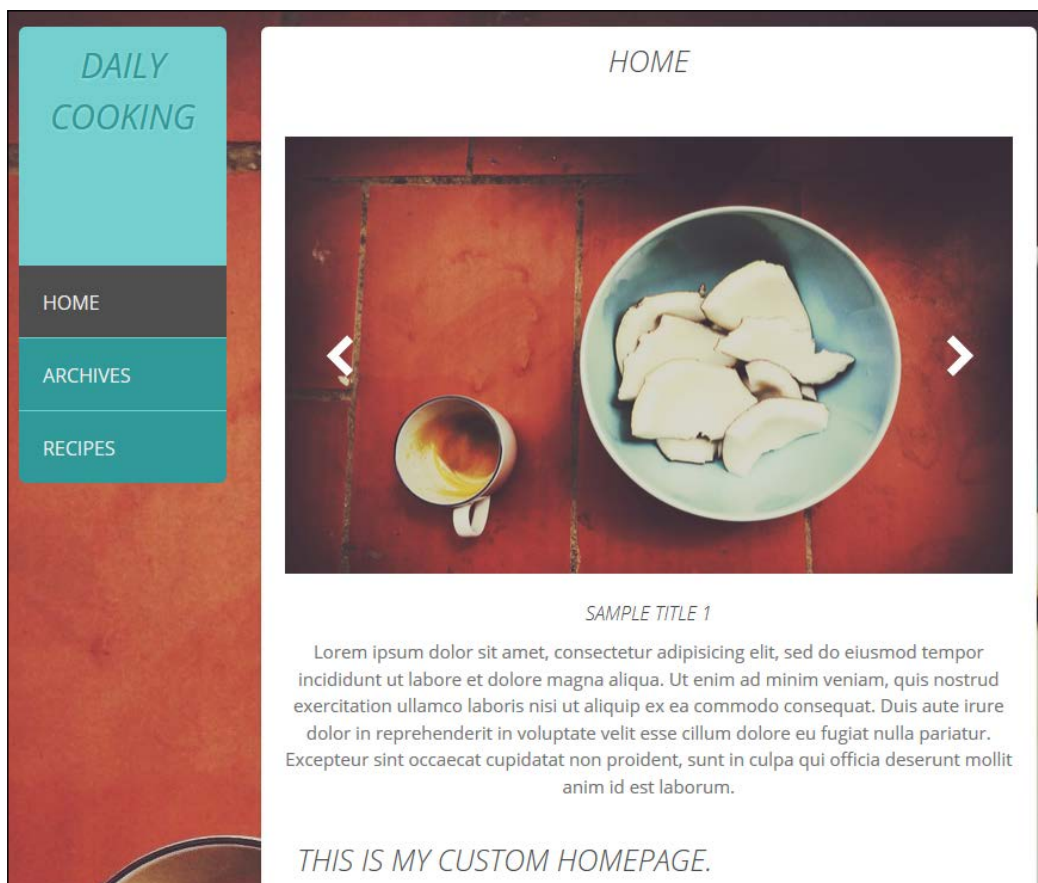 DAILY
COOKING
HOME
ARCHIVES
RECIPES
HOME
SAMPLE TITLE 1
Lorem ipsum dolor sit amet, consectetur adipisicing elit, sed do eiusmod tempor
incididunt ut labore et dolore magna aliqua. Ut enim ad minim veniam, quis nostrud
exercitation ullamco laboris nisi ut aliquip ex ea commodo consequat. Duis aute irure
dolor in reprehenderit in voluptate velit esse cillum dolore eu fugiat nulla pariatur.
Excepteur sint occaecat cupidatat non proident, sunt in culpa qui officia deserunt mollit
anim id est laborum.
THIS IS MY CUSTOM HOMEPAGE.